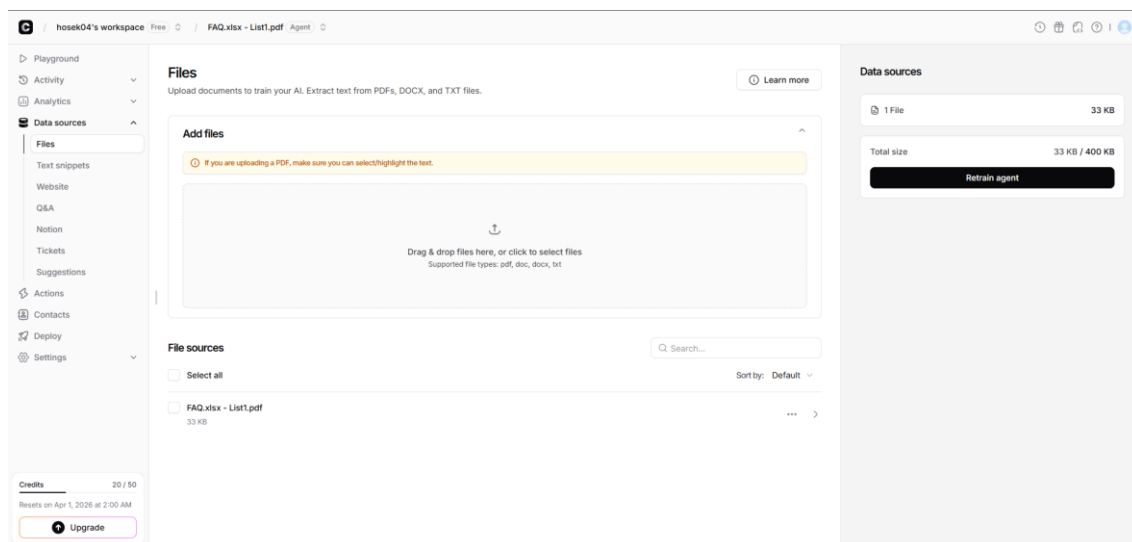 C / hosek04's workspace Free / FAQ.xlsx - List1.pdf Agent
Playground
Activity
Analytics
Data sources
Files
Text snippets
Website
Q&A
Notion
Tickets
Suggestions
Actions
Contacts
Deploy
Settings
Credits 20 / 50
Resets on Apr 1, 2026 at 2:00 AM
Upgrade
Files
Upload documents to train your AI. Extract text from PDFs, DOCX, and TXT files.
Learn more
Add files
If you are uploading a PDF, make sure you can select/highlight the text.
Drag & drop files here, or click to select files
Supported file types: pdf, doc, docx, txt
File sources
Search...
Select all
Sort by: Default
FAQ.xlsx - List1.pdf
33 KB
Data sources
1 File 33 KB
Total size 33 KB / 400 KB
Retrain agent